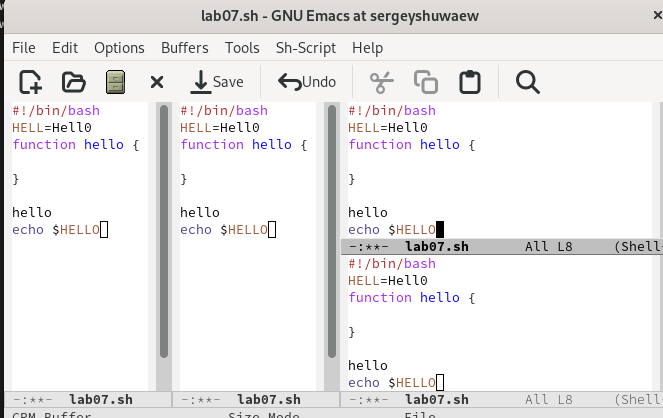 lab07.sh - GNU Emacs at sergeyshuwaew
File Edit Options Buffers Tools Sh-Script Help
Save Undo
#!/bin/bash
HELL=Hell0
function hello {
}
hello
echo $HELLO
-:**- lab07.sh
#!/bin/bash
HELL=Hell0
function hello {
}
hello
echo $HELLO
-:**- lab07.sh
#!/bin/bash
HELL=Hell0
function hello {
}
hello
echo $HELLO
-:**- lab07.sh All L8 (Shell-
#!/bin/bash
HELL=Hell0
function hello {
}
hello
echo $HELLO
-:**- lab07.sh All L8 (Shell-
CRM Buffer Size Mode File